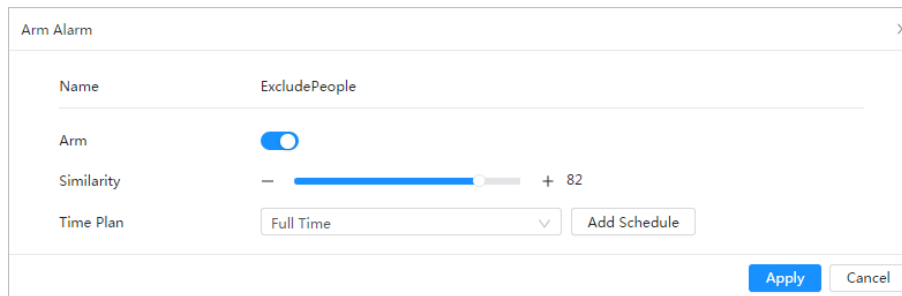 Arm Alarm
Name ExcludePeople
Arm
Similarity − + 82
Time Plan Full Time Add Schedule
Apply Cancel